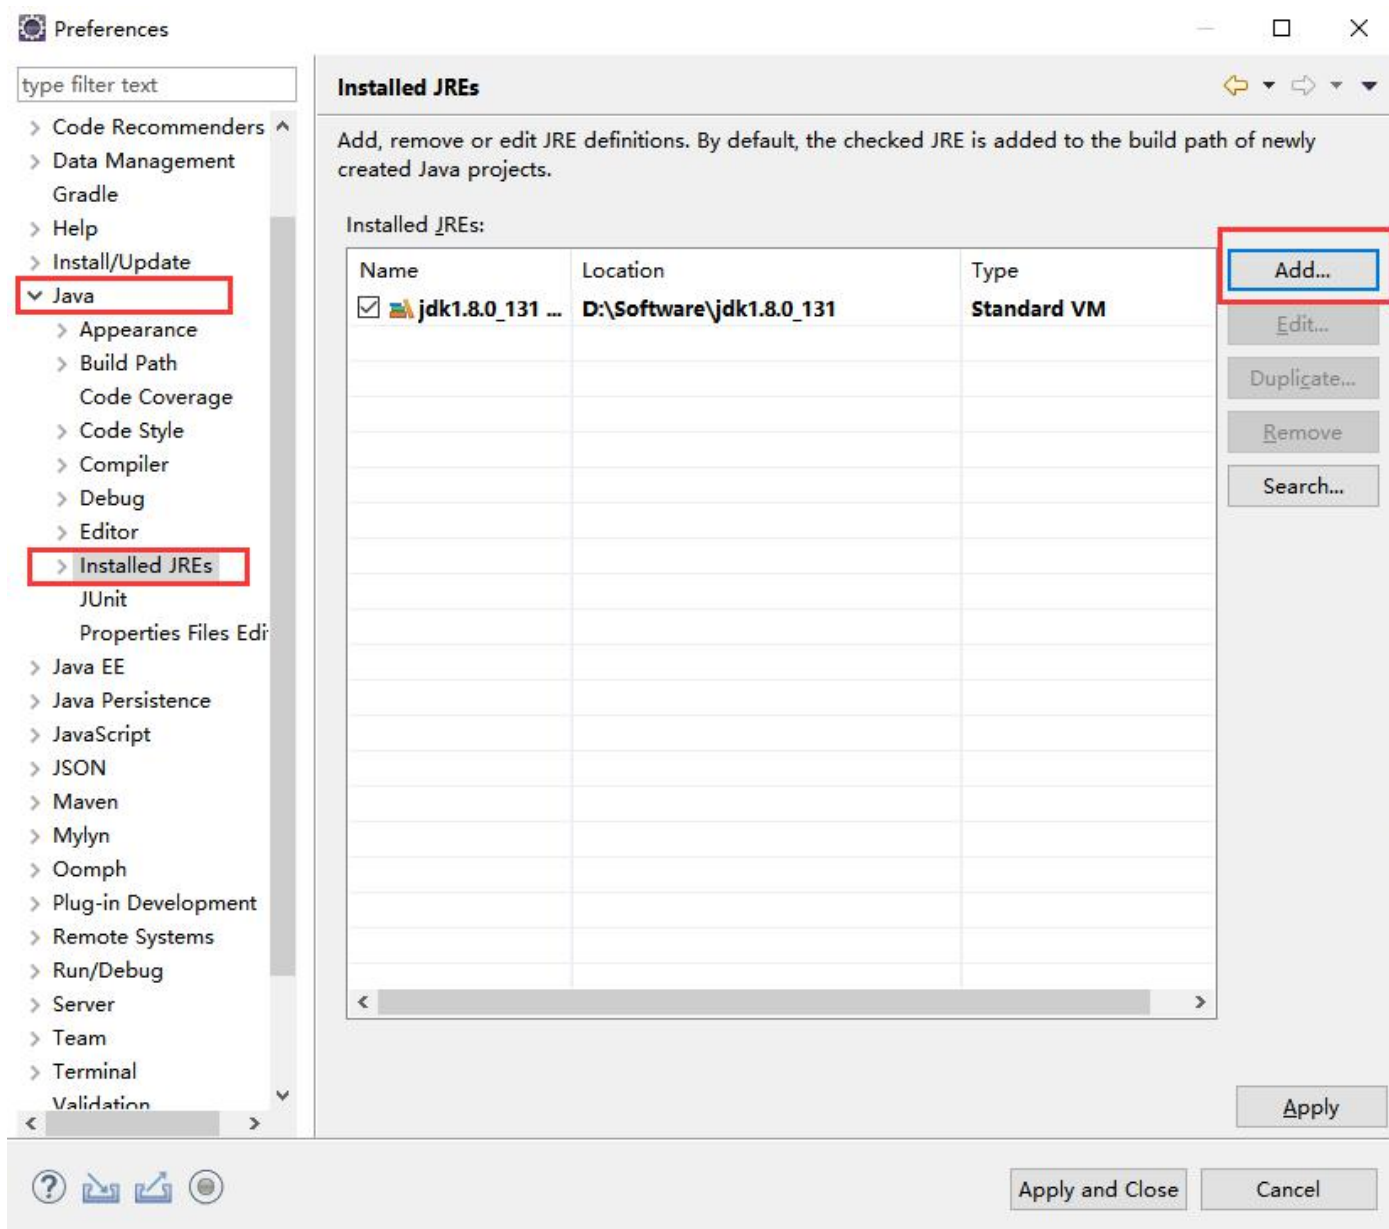 Preferences
type filter text
Code Recommenders
Data Management
Gradle
Help
Install/Update
Java
Appearance
Build Path
Code Coverage
Code Style
Compiler
Debug
Editor
Installed JREs
JUnit
Properties Files Edi
Java EE
Java Persistence
JavaScript
JSON
Maven
Mylyn
Oomph
Plug-in Development
Remote Systems
Run/Debug
Server
Team
Terminal
Validation
Installed JREs
Add, remove or edit JRE definitions. By default, the checked JRE is added to the build path of newly
created Java projects.
Installed JREs:
Name Location Type
jdk1.8.0_131 ... D:\Software\jdk1.8.0_131 Standard VM
Add...
Edit...
Duplicate...
Remove
Search...
Apply
Apply and Close Cancel